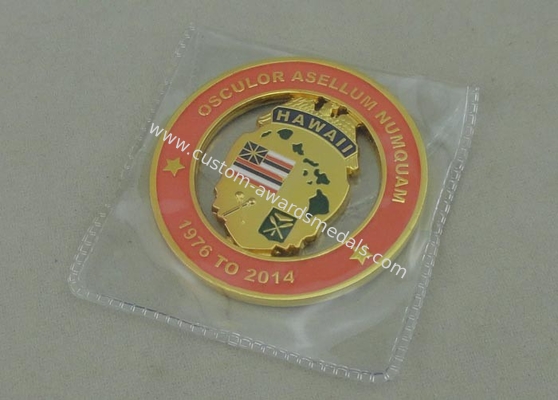 OSCULOR ASELLUM NUMQUAM
HAWAII
1976 TO 2014
www.custom-awardsmedals.com